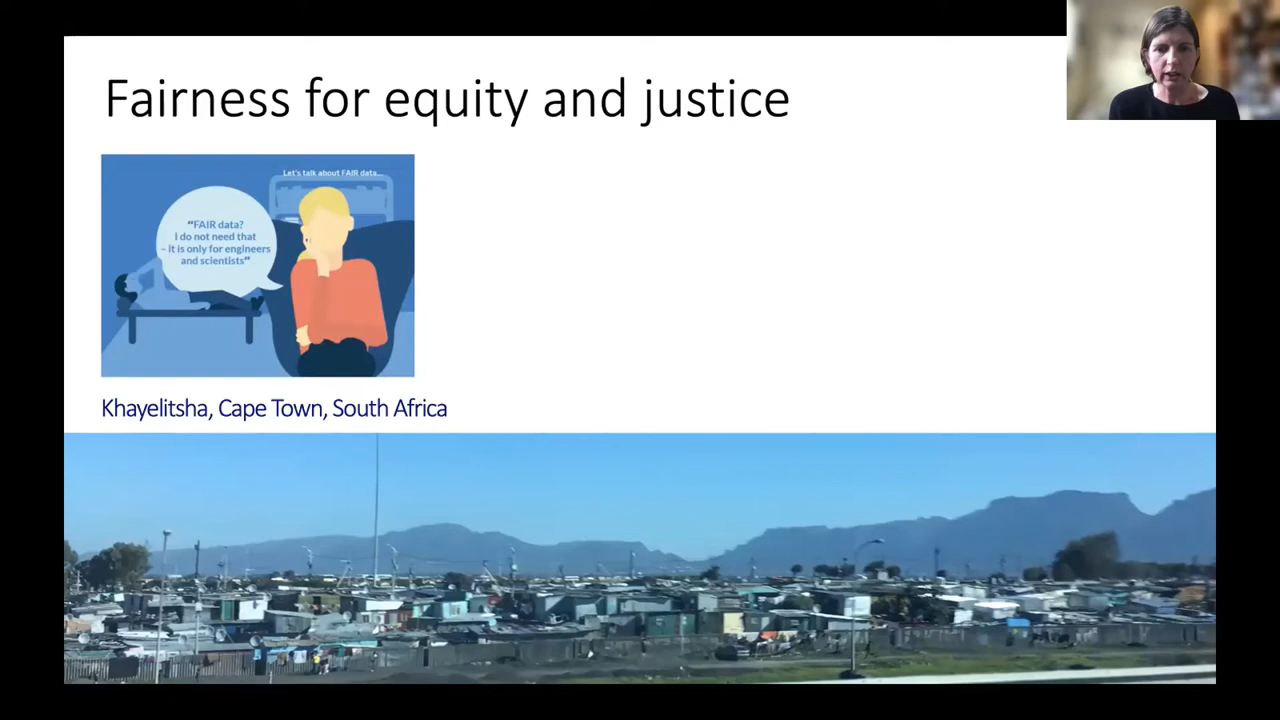 Fairness for equity and justice
Let's talk about FAIR data...
“FAIR data?
I do not need that
– it is only for engineers
and scientists”
Khayelitsha, Cape Town, South Africa